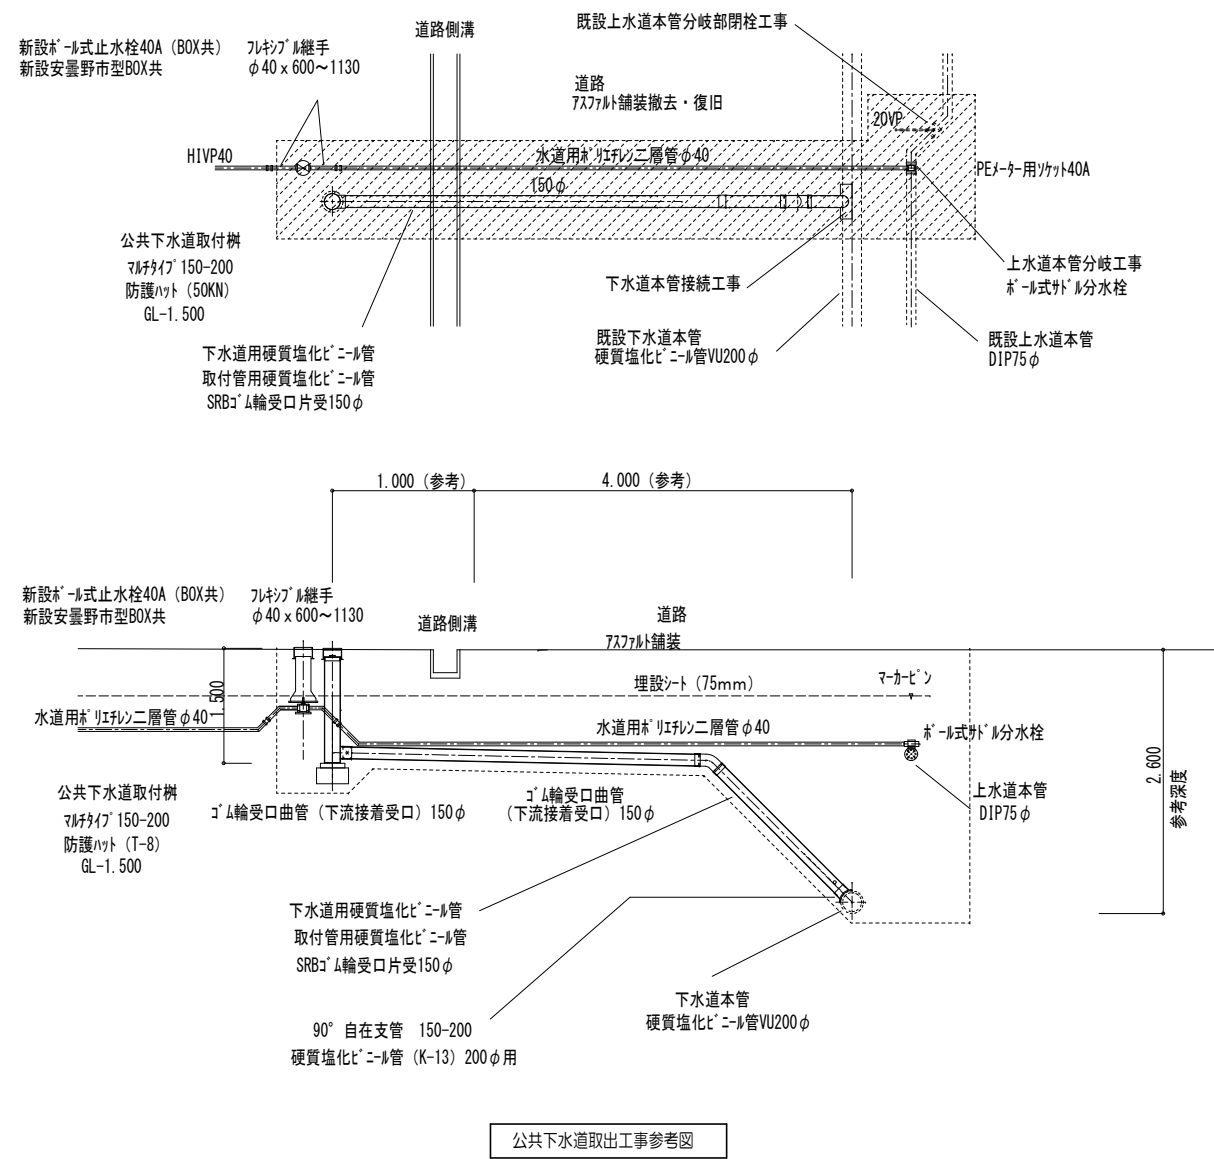 道路側溝
既設上水道本管分岐部閉栓工事
新設ﾎﾞｰﾙ式止水栓40A（BOX共）
新設安曇野市型BOX共
ﾌﾚｷｼﾌﾞﾙ継手
φ40ｘ600～1130
道路
ｱｽﾌｧﾙﾄ舗装撤去・復旧
20VP
HIVP40
水道用ﾎﾟﾘｴﾁﾚﾝ二層管φ40
PEﾒｰﾀｰ用ｿｹｯﾄ40A
150φ
公共下水道取付桝
ﾏﾙﾁﾀｲﾌﾟ150-200
防護ﾊｯﾄ（50KN）
GL-1.500
下水道本管接続工事
上水道本管分岐工事
ﾎﾞｰﾙ式ｻﾄﾞﾙ分水栓
既設下水道本管
硬質塩化ﾋﾞﾆｰﾙ管VU200φ
既設上水道本管
DIP75φ
下水道用硬質塩化ﾋﾞﾆｰﾙ管
取付管用硬質塩化ﾋﾞﾆｰﾙ管
SRBｺﾞﾑ輪受口片受150φ
1.000（参考）
4.000（参考）
新設ﾎﾞｰﾙ式止水栓40A（BOX共）
新設安曇野市型BOX共
ﾌﾚｷｼﾌﾞﾙ継手
φ40ｘ600～1130
道路側溝
道路
ｱｽﾌｧﾙﾄ舗装
1.500
埋設ｼｰﾄ（75mm）
ﾏｰｶｰﾋﾟﾝ
水道用ﾎﾟﾘｴﾁﾚﾝ二層管φ40
水道用ﾎﾟﾘｴﾁﾚﾝ二層管φ40
ﾎﾞｰﾙ式ｻﾄﾞﾙ分水栓
2.600
参考深度
公共下水道取付桝
ﾏﾙﾁﾀｲﾌﾟ150-200
防護ﾊｯﾄ（T-8）
GL-1.500
ｺﾞﾑ輪受口曲管（下流接着受口）150φ
ｺﾞﾑ輪受口曲管
（下流接着受口）150φ
上水道本管
DIP75φ
下水道用硬質塩化ﾋﾞﾆｰﾙ管
取付管用硬質塩化ﾋﾞﾆｰﾙ管
SRBｺﾞﾑ輪受口片受150φ
下水道本管
硬質塩化ﾋﾞﾆｰﾙ管VU200φ
90°自在支管　150-200
硬質塩化ﾋﾞﾆｰﾙ管（K-13）200φ用
公共下水道取出工事参考図